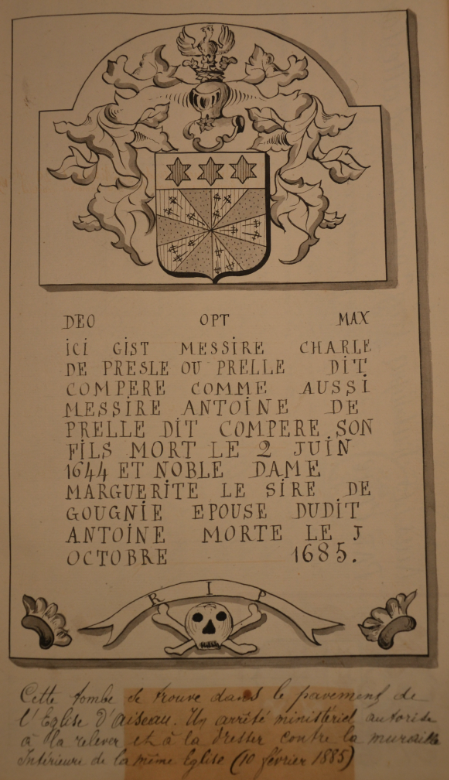 DEO OPT MAX
ICI GIST MESSIRE CHARLE
DE PRESLE OU PRELLE DIT
COMPERE COMME AUSSI
MESSIRE ANTOINE DE
PRELLE DIT COMPERE SON
FILS MORT LE 2 JUIN
1644 ET NOBLE DAME
MARGUERITE LE SIRE DE
GOUGNIE EPOUSE DUDIT
ANTOINE MORTE LE J
OCTOBRE 1685.
R I P
Cette tombe se trouve dans le pavement de
l'Eglise D'aiseau. Un arrêté ministériel autorise
à la relever et à la dresser contre la muraille
Intérieure de la même Eglise (10 février 1885)